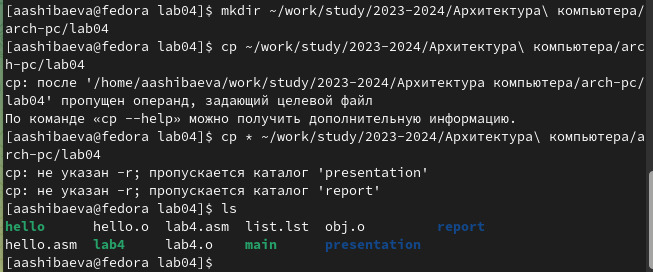 [aashibaeva@fedora lab04]$ mkdir ~/work/study/2023-2024/Архитектура\ компьютера/
arch-pc/lab04
[aashibaeva@fedora lab04]$ cp ~/work/study/2023-2024/Архитектура\ компьютера/arc
h-pc/lab04
cp: после '/home/aashibaeva/work/study/2023-2024/Архитектура компьютера/arch-pc/
lab04' пропущен операнд, задающий целевой файл
По команде «cp --help» можно получить дополнительную информацию.
[aashibaeva@fedora lab04]$ cp * ~/work/study/2023-2024/Архитектура\ компьютера/a
rch-pc/lab04
cp: не указан -r; пропускается каталог 'presentation'
cp: не указан -r; пропускается каталог 'report'
[aashibaeva@fedora lab04]$ ls
hello hello.o lab4.asm list.lst obj.o report
hello.asm lab4 lab4.o main presentation
[aashibaeva@fedora lab04]$